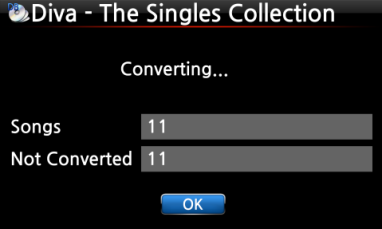 Diva - The Singles Collection
Converting...
Songs 11
Not Converted 11
OK